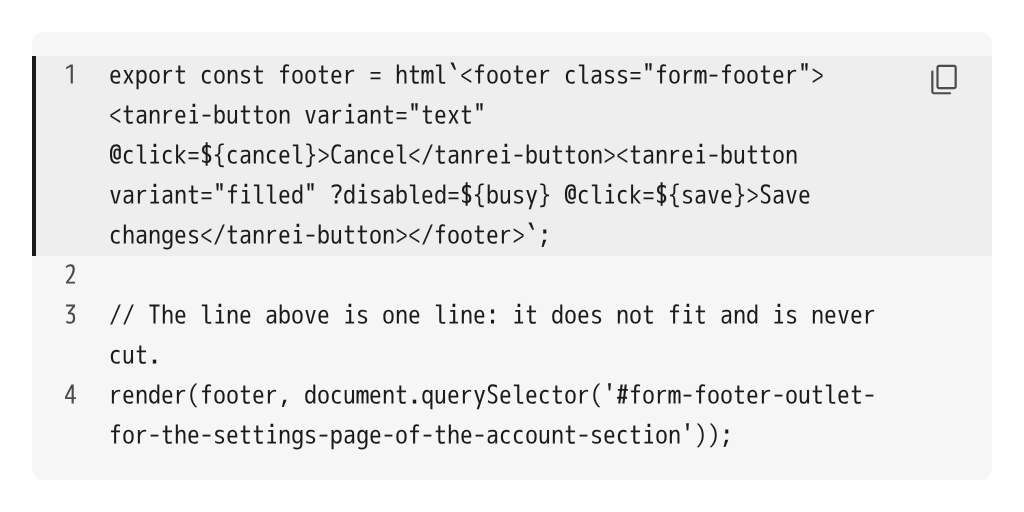 1 export const footer = html`<footer class="form-footer">
<tanrei-button variant="text"
@click=${cancel}>Cancel</tanrei-button><tanrei-button
variant="filled" ?disabled=${busy} @click=${save}>Save
changes</tanrei-button></footer>`;
2
3 // The line above is one line: it does not fit and is never
cut.
4 render(footer, document.querySelector('#form-footer-outlet-
for-the-settings-page-of-the-account-section'));